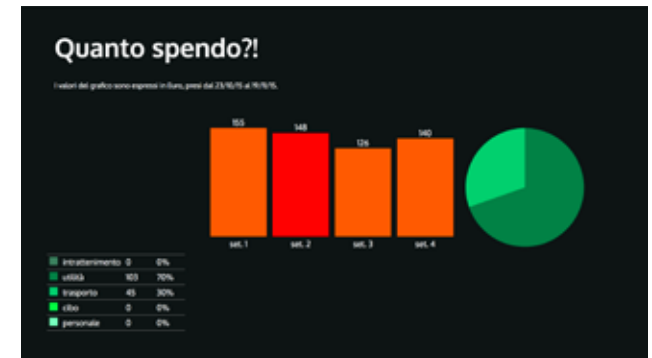 Quanto spendo?!
I valori del grafico sono espressi in Euro, presi dal 23/10/15 al 19/11/15.
155
148
126
140
set. 1
set. 2
set. 3
set. 4
intrattenimento 0 0%
utilità 103 70%
trasporto 45 30%
cibo 0 0%
personale 0 0%